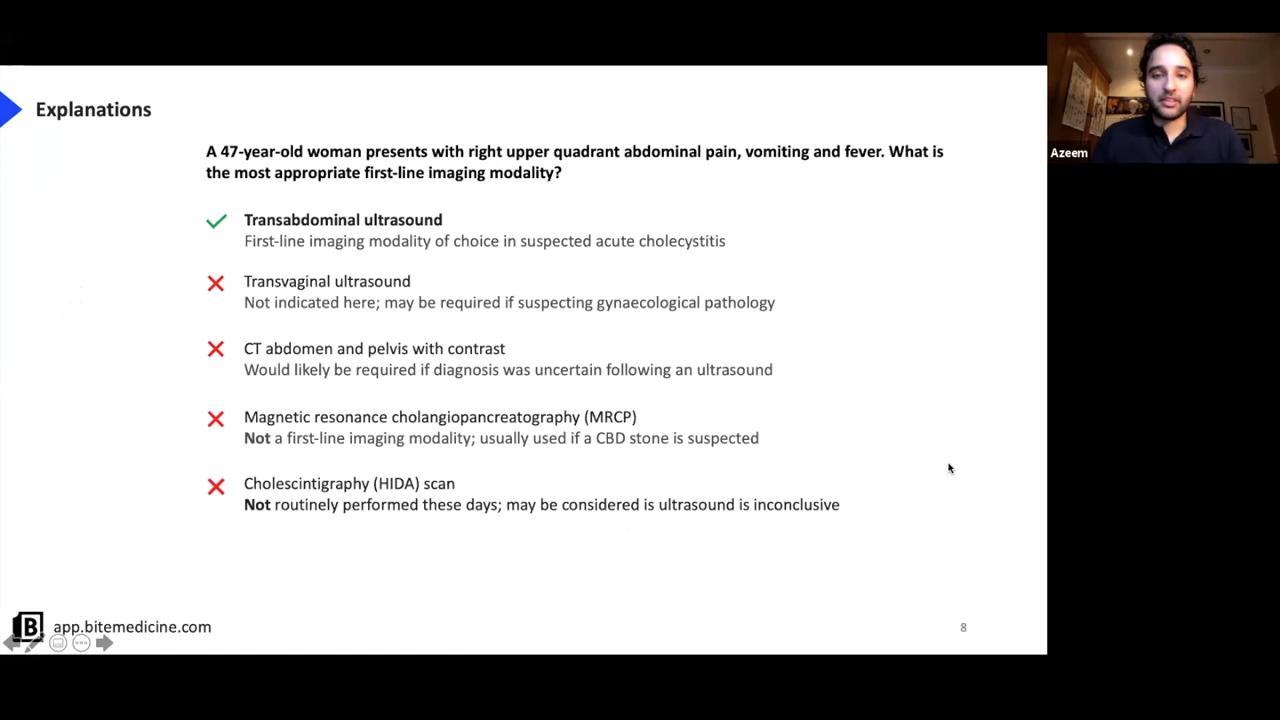 Explanations
A 47-year-old woman presents with right upper quadrant abdominal pain, vomiting and fever. What is
the most appropriate first-line imaging modality?
Transabdominal ultrasound
First-line imaging modality of choice in suspected acute cholecystitis
Transvaginal ultrasound
Not indicated here; may be required if suspecting gynaecological pathology
CT abdomen and pelvis with contrast
Would likely be required if diagnosis was uncertain following an ultrasound
Magnetic resonance cholangiopancreatography (MRCP)
Not a first-line imaging modality; usually used if a CBD stone is suspected
Cholescintigraphy (HIDA) scan
Not routinely performed these days; may be considered is ultrasound is inconclusive
B app.bitemedicine.com
8
Azeem